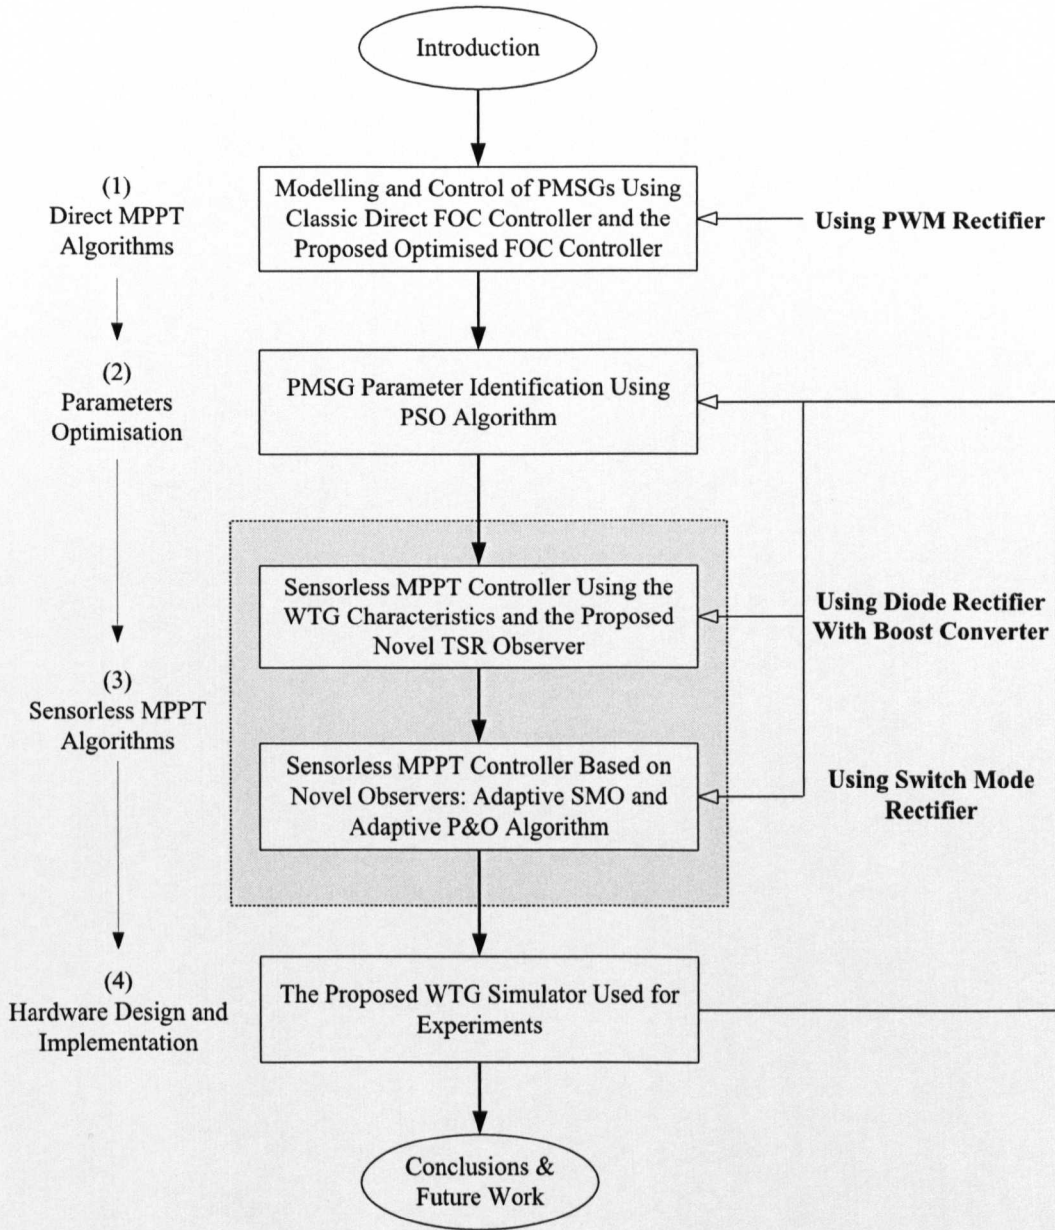 Introduction
(1)
Direct MPPT
Algorithms
Modelling and Control of PMSGs Using
Classic Direct FOC Controller and the
Proposed Optimised FOC Controller
Using PWM Rectifier
(2)
Parameters
Optimisation
PMSG Parameter Identification Using
PSO Algorithm
Sensorless MPPT Controller Using the
WTG Characteristics and the Proposed
Novel TSR Observer
Using Diode Rectifier
With Boost Converter
(3)
Sensorless MPPT
Algorithms
Sensorless MPPT Controller Based on
Novel Observers: Adaptive SMO and
Adaptive P&O Algorithm
Using Switch Mode
Rectifier
(4)
Hardware Design and
Implementation
The Proposed WTG Simulator Used for
Experiments
Conclusions &
Future Work